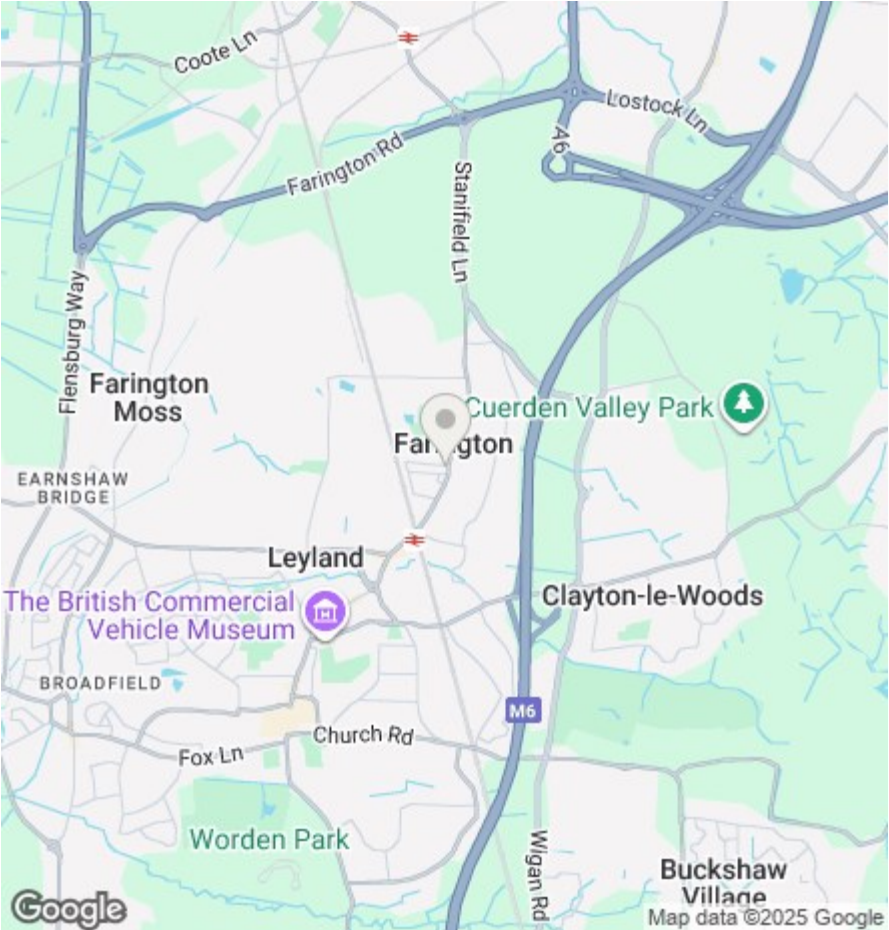 Coote Ln
Lostock Ln
A6
Farington Rd
Stanifield Ln
Flensburg Way
Farington
Moss
Cuerden Valley Park
Farington
EARNSHAW
BRIDGE
Leyland
Clayton-le-Woods
The British Commercial
Vehicle Museum
BROADFIELD
M6
Church Rd
Fox Ln
Worden Park
Wigan Rd
Buckshaw
Village
Google
Map data ©2025 Google